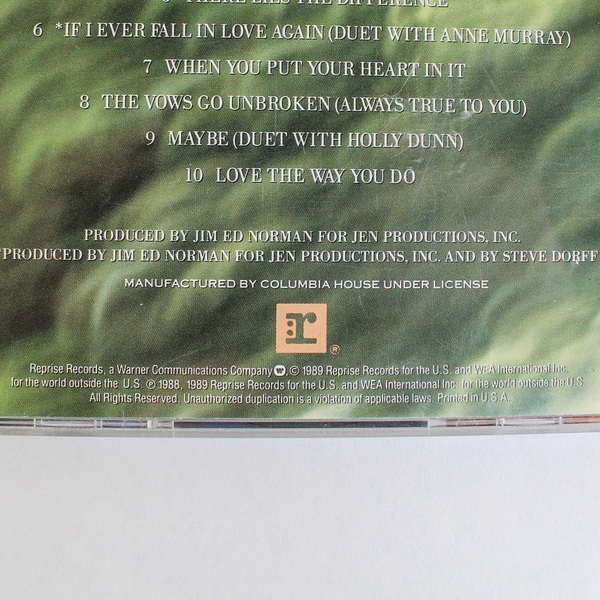 5 THERE LIES THE DIFFERENCE
6 *IF I EVER FALL IN LOVE AGAIN (DUET WITH ANNE MURRAY)
7 WHEN YOU PUT YOUR HEART IN IT
8 THE VOWS GO UNBROKEN (ALWAYS TRUE TO YOU)
9 MAYBE (DUET WITH HOLLY DUNN)
10 LOVE THE WAY YOU DO
PRODUCED BY JIM ED NORMAN FOR JEN PRODUCTIONS, INC.
*PRODUCED BY JIM ED NORMAN FOR JEN PRODUCTIONS, INC. AND BY STEVE DORFF
MANUFACTURED BY COLUMBIA HOUSE UNDER LICENSE
:r ®
Reprise Records, a Warner Communications Company © 1989 Reprise Records for the U.S. and WEA International Inc.
for the world outside the U.S. ℗ 1988, 1989 Reprise Records for the U.S. and WEA International Inc. for the world outside the U.S.
All Rights Reserved. Unauthorized duplication is a violation of applicable laws. Printed in U.S.A.